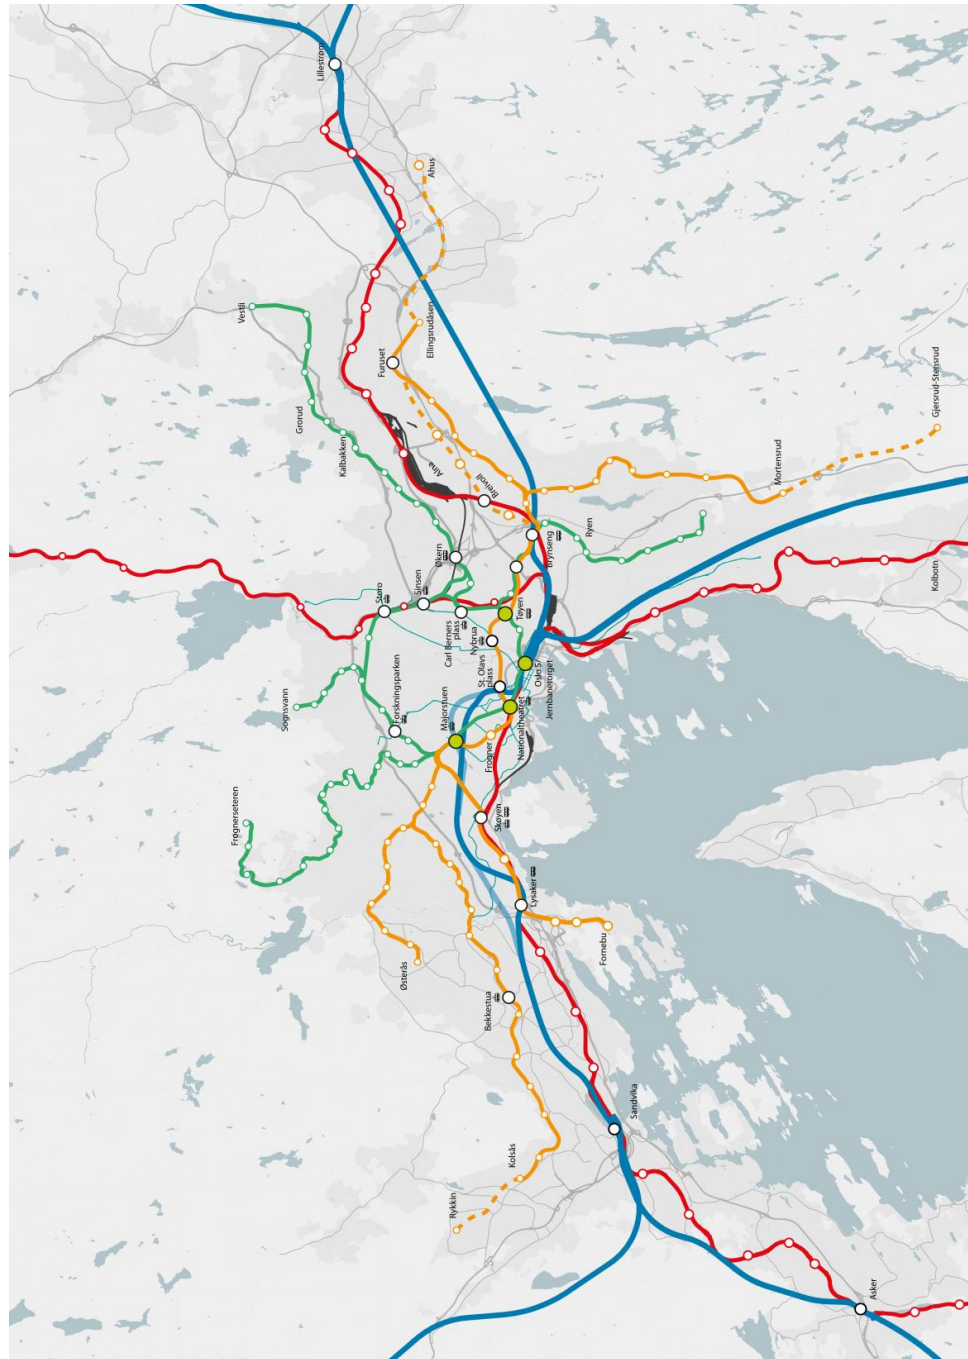 Lillestrøm
Ahus
Vestli
Ellingsrudåsen
Furuset
Gjersrud-Stensrud
Grorud
Kalbakken
Alna
Mortensrud
Breivoll
Ryen
Økern
Brynseng
Sinsen
Storo
Kolbotn
Tøyen
Carl Berners
plass
Nybrua
Oslo S/
Jernbanetorget
St. Olavs
plass
Forskningsparken
Sognsvann
Majorstuen
Nationaltheatret
Frogner
Skøyen
Frognerseteren
Lysaker
Fornebu
Østerås
Bekkestua
Sandvika
Kolsås
Rykkin
Asker